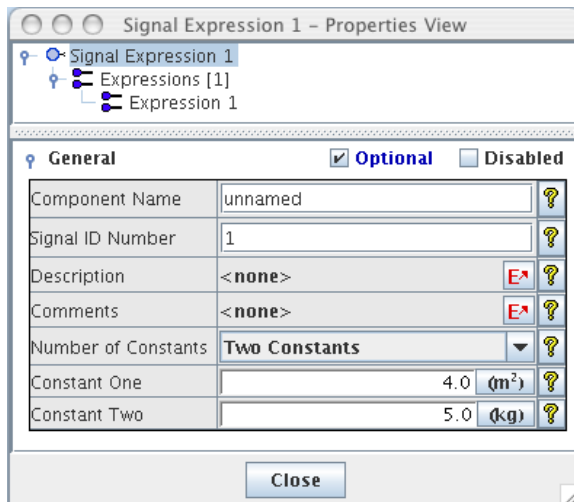 Signal Expression 1 – Properties View
Signal Expression 1
Expressions [1]
Expression 1
General Optional Disabled
Component Name unnamed ?
Signal ID Number 1 ?
Description <none> E ?
Comments <none> E ?
Number of Constants Two Constants ?
Constant One 4.0 (m²) ?
Constant Two 5.0 (kg) ?
Close